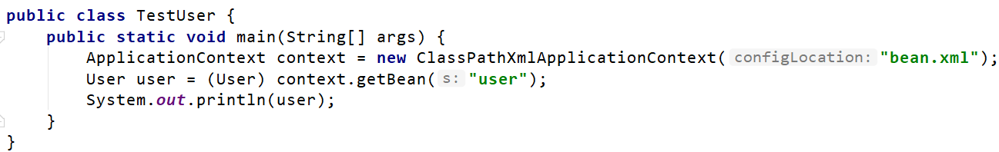 public class TestUser {
    public static void main(String[] args) {
        ApplicationContext context = new ClassPathXmlApplicationContext( configLocation: "bean.xml");
        User user = (User) context.getBean( s: "user");
        System.out.println(user);
    }
}